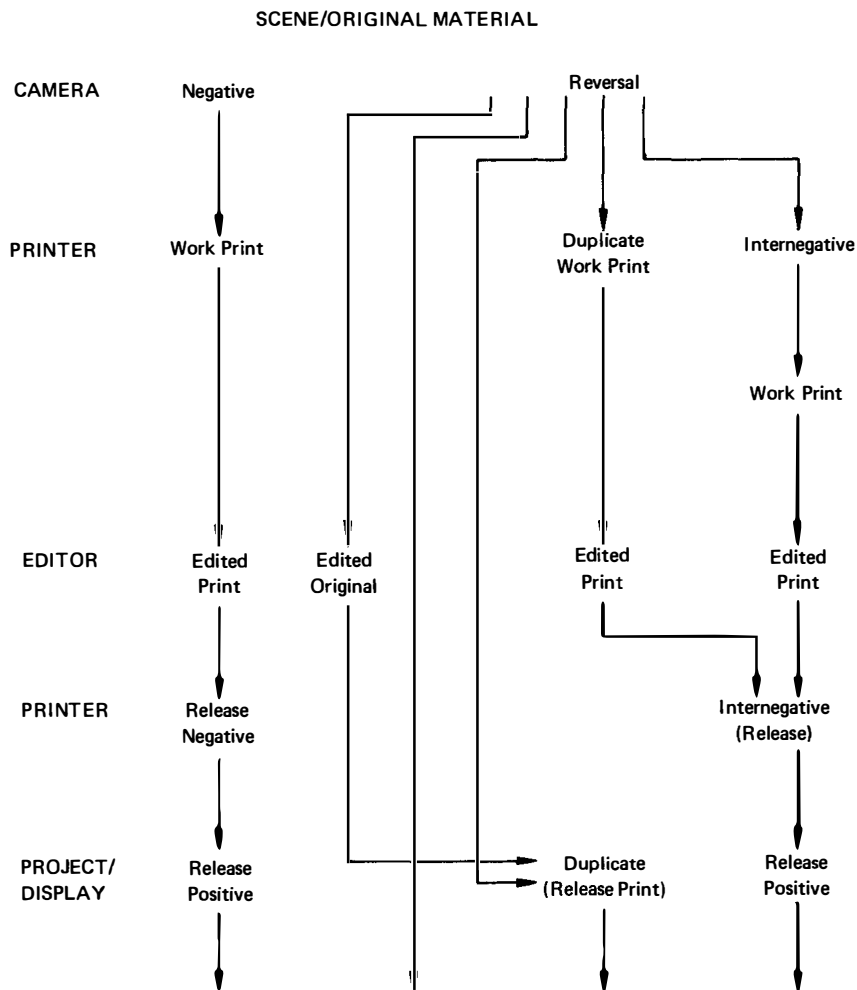 SCENE/ORIGINAL MATERIAL
CAMERA Negative Reversal
PRINTER Work Print Duplicate Work Print Internegative
Work Print
EDITOR Edited Print Edited Original Edited Print Edited Print
PRINTER Release Negative Internegative (Release)
PROJECT/ DISPLAY Release Positive Duplicate (Release Print) Release Positive